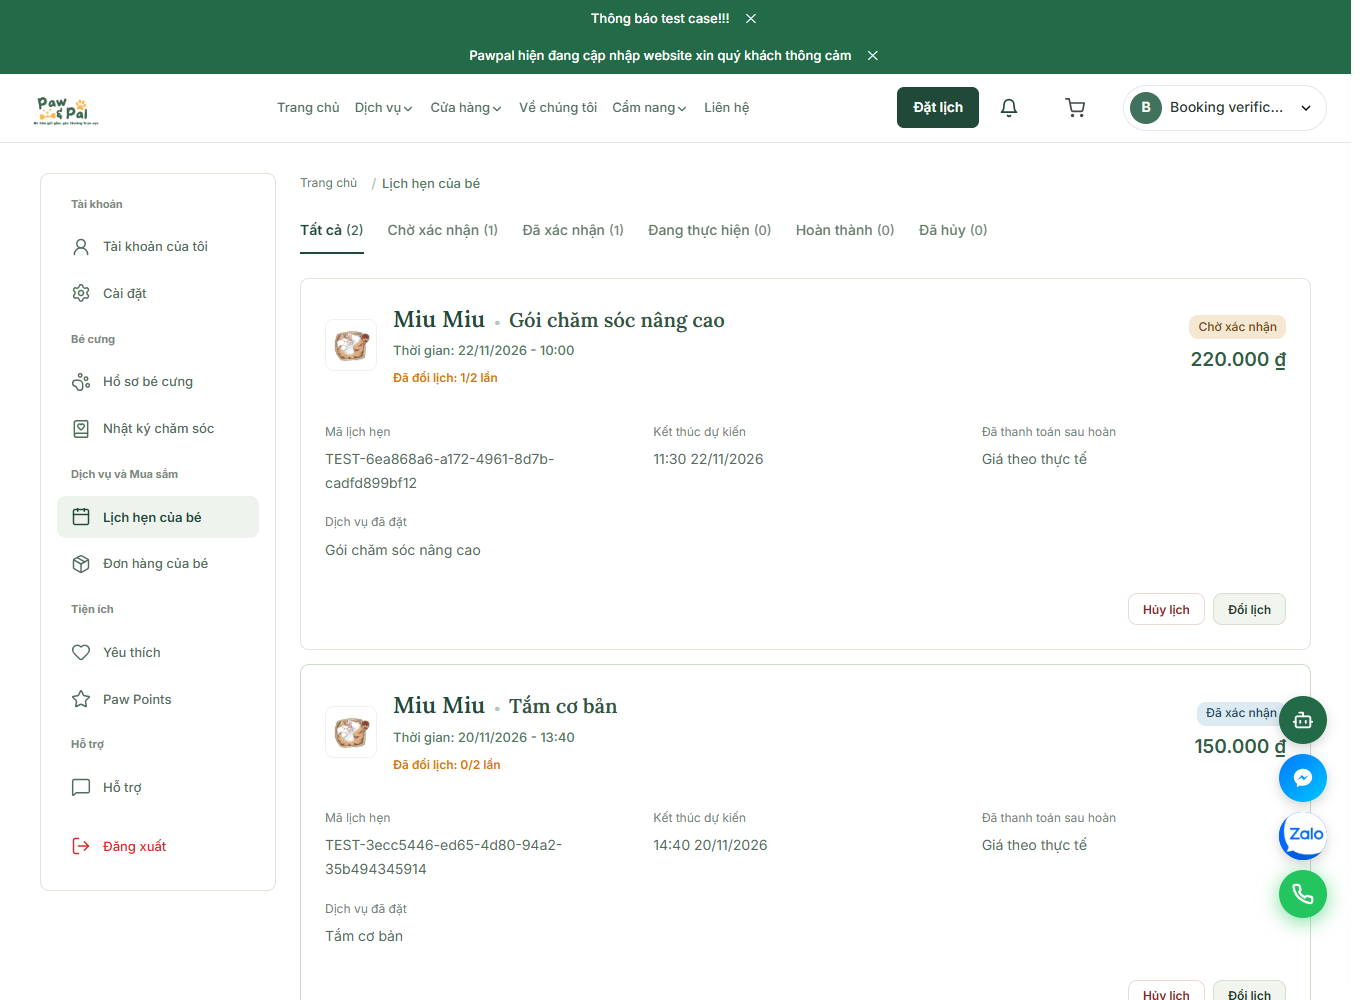 Thông báo test case!!!
Pawpal hiện đang cập nhập website xin quý khách thông cảm
Paw Pal
Trang chủ
Dịch vụ
Cửa hàng
Về chúng tôi
Cẩm nang
Liên hệ
Đặt lịch
B
Booking verific...
Tài khoản
Tài khoản của tôi
Cài đặt
Bé cưng
Hồ sơ bé cưng
Nhật ký chăm sóc
Dịch vụ và Mua sắm
Lịch hẹn của bé
Đơn hàng của bé
Tiện ích
Yêu thích
Paw Points
Hỗ trợ
Hỗ trợ
Đăng xuất
Trang chủ / Lịch hẹn của bé
Tất cả (2)
Chờ xác nhận (1)
Đã xác nhận (1)
Đang thực hiện (0)
Hoàn thành (0)
Đã hủy (0)
Miu Miu • Gói chăm sóc nâng cao
Thời gian: 22/11/2026 - 10:00
Đã đổi lịch: 1/2 lần
Chờ xác nhận
220.000 ₫
Mã lịch hẹn
TEST-6ea868a6-a172-4961-8d7b-
cadfd899bf12
Kết thúc dự kiến
11:30 22/11/2026
Đã thanh toán sau hoàn
Giá theo thực tế
Dịch vụ đã đặt
Gói chăm sóc nâng cao
Hủy lịch
Đổi lịch
Miu Miu • Tắm cơ bản
Thời gian: 20/11/2026 - 13:40
Đã đổi lịch: 0/2 lần
Đã xác nhận
150.000 ₫
Mã lịch hẹn
TEST-3ecc5446-ed65-4d80-94a2-
35b494345914
Kết thúc dự kiến
14:40 20/11/2026
Đã thanh toán sau hoàn
Giá theo thực tế
Dịch vụ đã đặt
Tắm cơ bản
Hủy lịch
Đổi lịch
Zalo